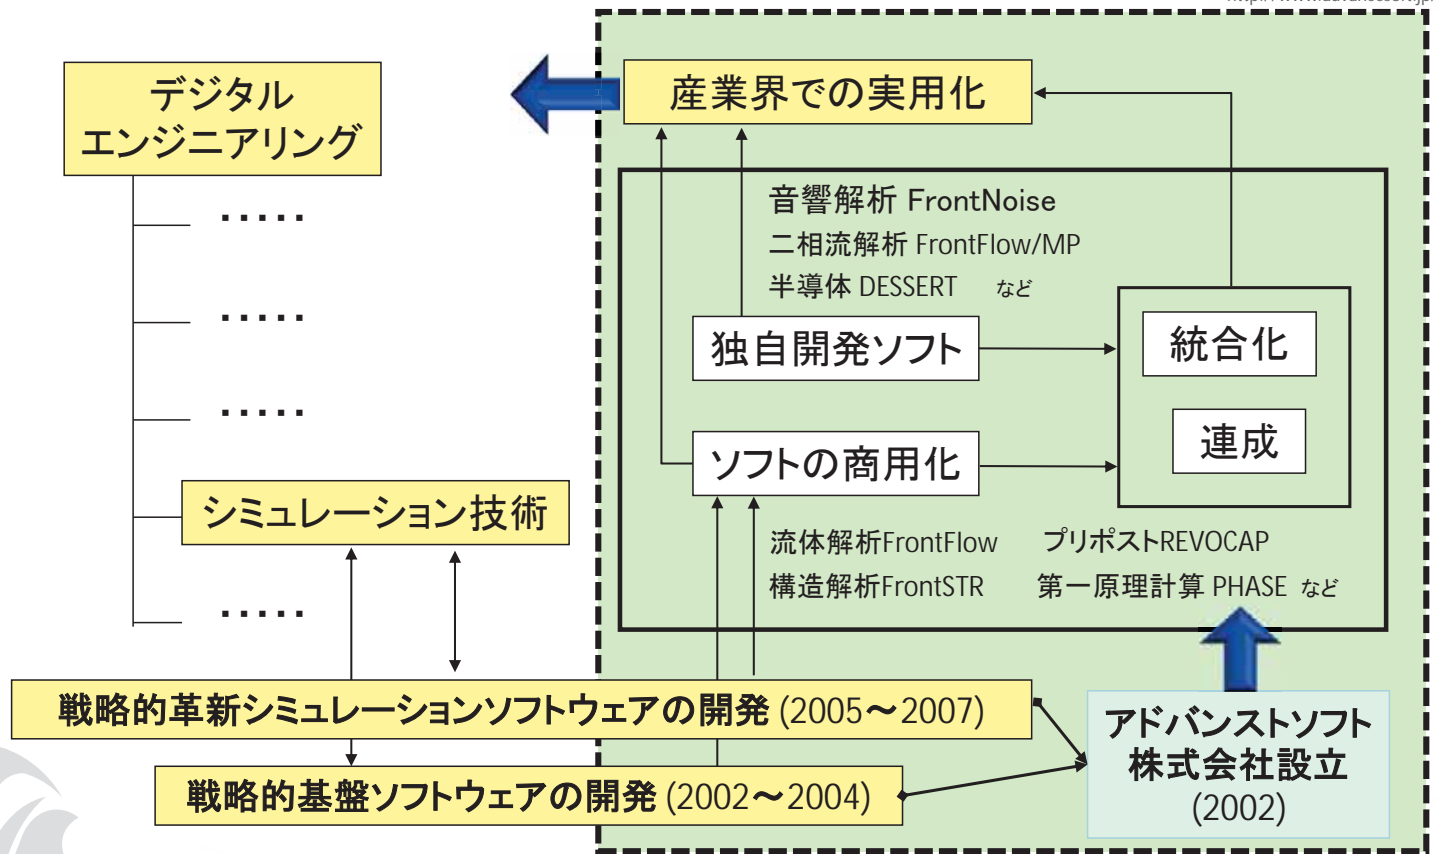 デジタル
エンジニアリング
・・・・・
・・・・・
・・・・・
シミュレーション技術
・・・・・
産業界での実用化
音響解析 FrontNoise
二相流解析 FrontFlow/MP
半導体 DESSERT など
独自開発ソフト
統合化
連成
ソフトの商用化
流体解析FrontFlow プリポストREVOCAP
構造解析FrontSTR 第一原理計算 PHASE など
戦略的革新シミュレーションソフトウェアの開発 (2005～2007)
戦略的基盤ソフトウェアの開発 (2002～2004)
アドバンストソフト
株式会社設立
(2002)